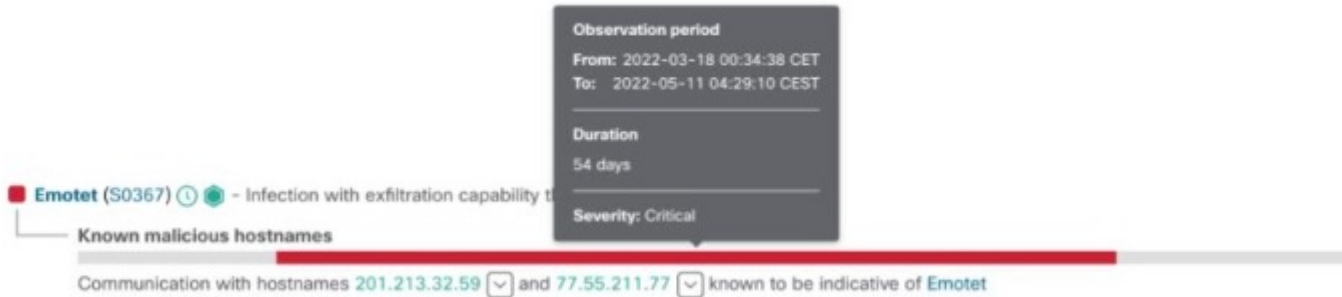 Observation period
From: 2022-03-18 00:34:38 CET
To: 2022-05-11 04:29:10 CEST
Duration
54 days
Severity: Critical
Emotet (S0367) - Infection with exfiltration capability
Known malicious hostnames
Communication with hostnames 201.213.32.59 and 77.55.211.77 known to be indicative of Emotet